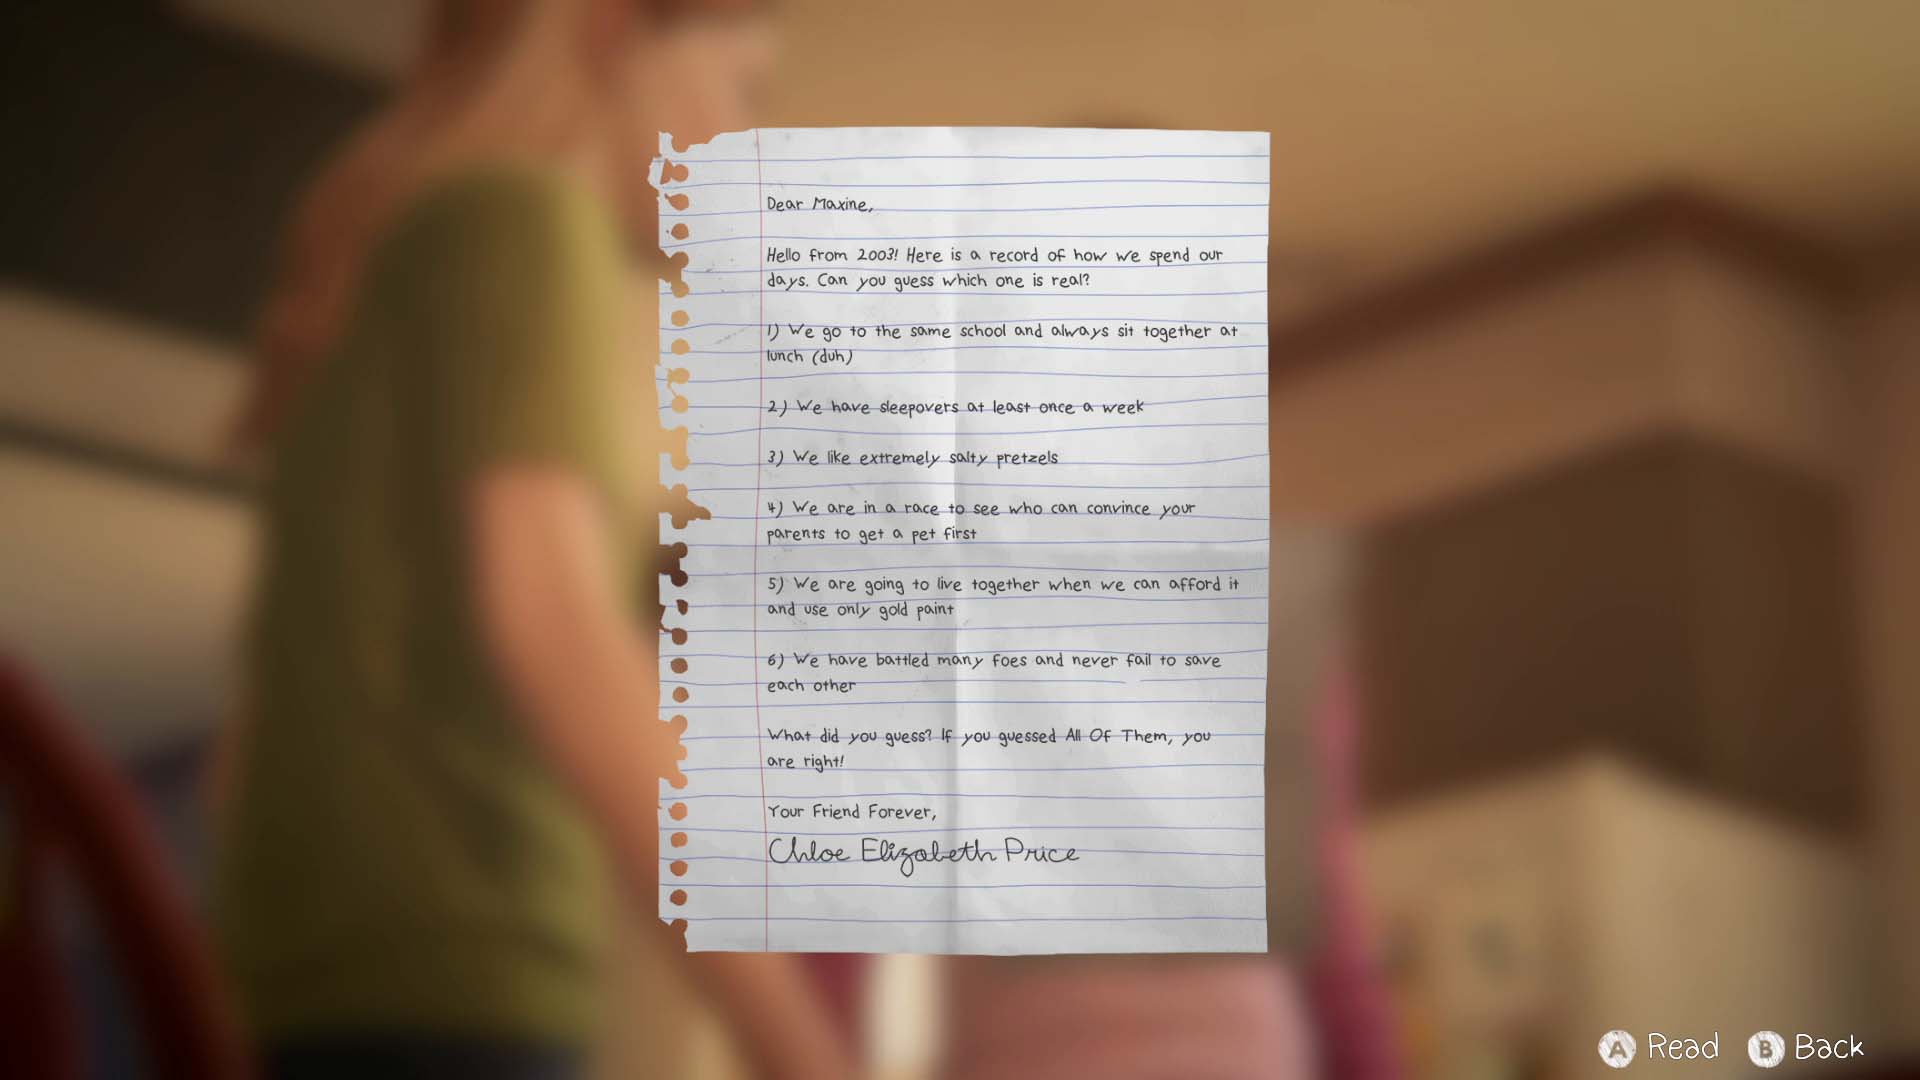 Dear Maxine,
Hello from 2003! Here is a record of how we spend our
days. Can you guess which one is real?
1) We go to the same school and always sit together at
lunch (duh)
2) We have sleepovers at least once a week
3) We like extremely salty pretzels
4) We are in a race to see who can convince your
parents to get a pet first
5) We are going to live together when we can afford it
and use only gold paint
6) We have battled many foes and never fail to save
each other
What did you guess? If you guessed All Of Them, you
are right!
Your Friend Forever,
Chloe Elizabeth Price
A Read B Back